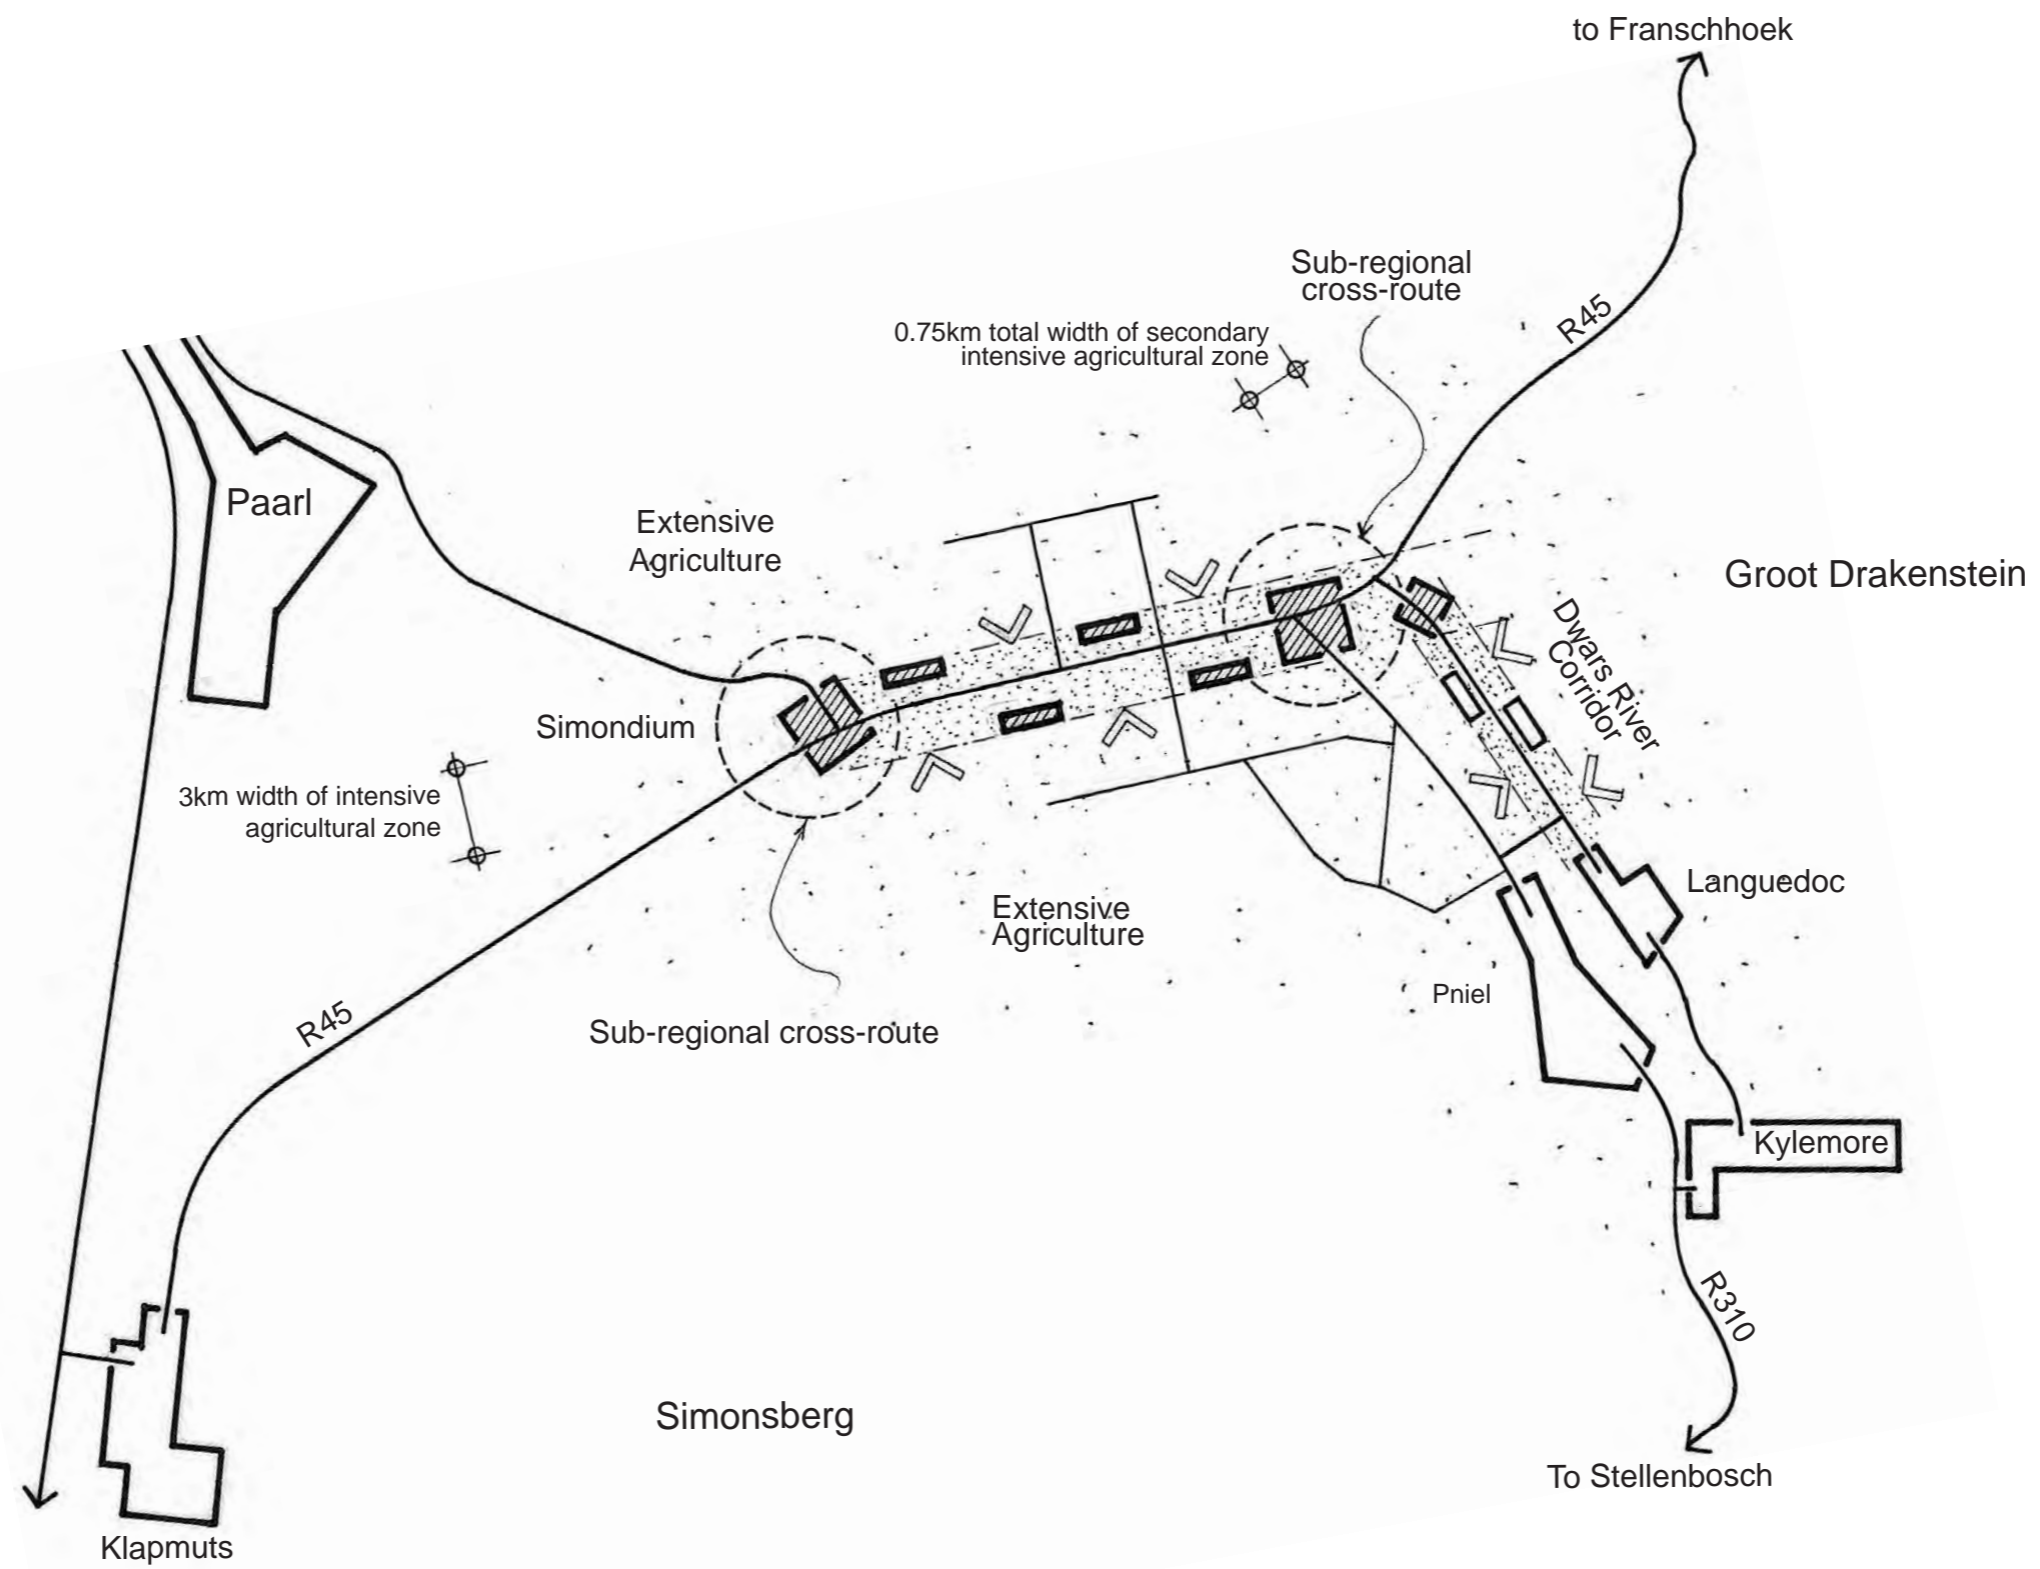 to Franschhoek
Sub-regional
cross-route
0.75km total width of secondary
intensive agricultural zone
R45
Paarl
Extensive
Agriculture
Groot Drakenstein
Dwars River
Corridor
Simondium
3km width of intensive
agricultural zone
Languedoc
Extensive
Agriculture
Pniel
R45
Sub-regional cross-route
Kylemore
R310
Simonsberg
To Stellenbosch
Klapmuts